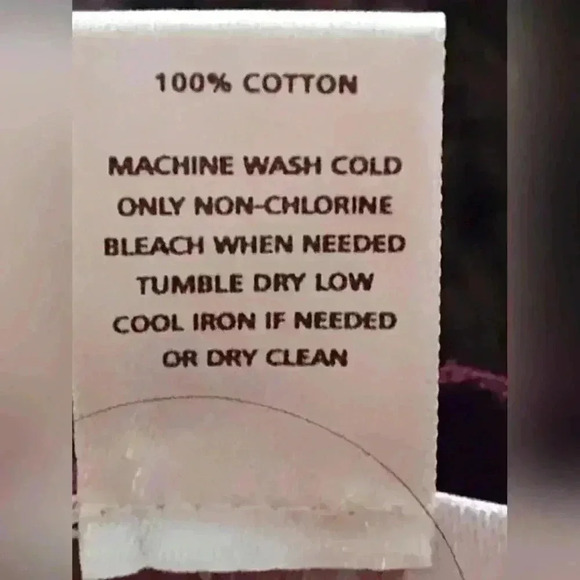 100% COTTON
MACHINE WASH COLD
ONLY NON-CHLORINE
BLEACH WHEN NEEDED
TUMBLE DRY LOW
COOL IRON IF NEEDED
OR DRY CLEAN